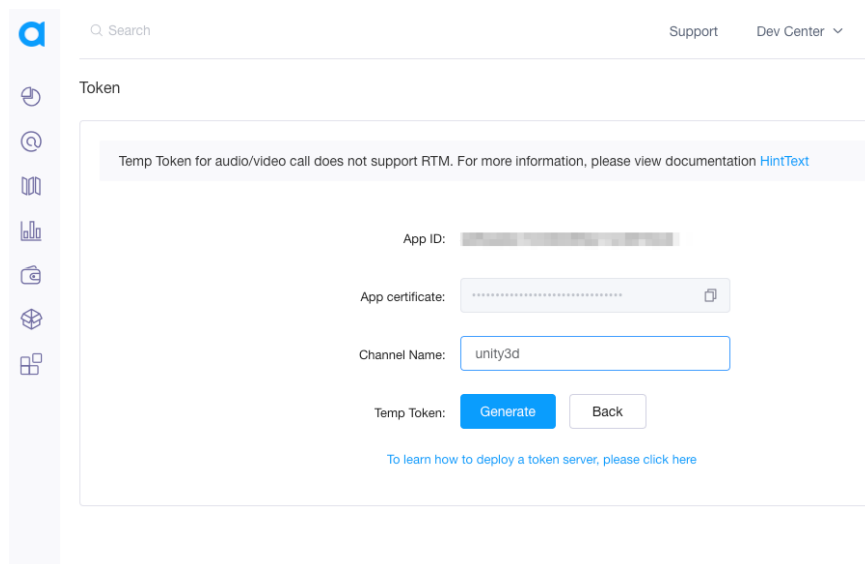 Search
Support Dev Center
Token
Temp Token for audio/video call does not support RTM. For more information, please view documentation HintText
App ID:
App certificate: ································
Channel Name: unity3d
Temp Token: Generate Back
To learn how to deploy a token server, please click here